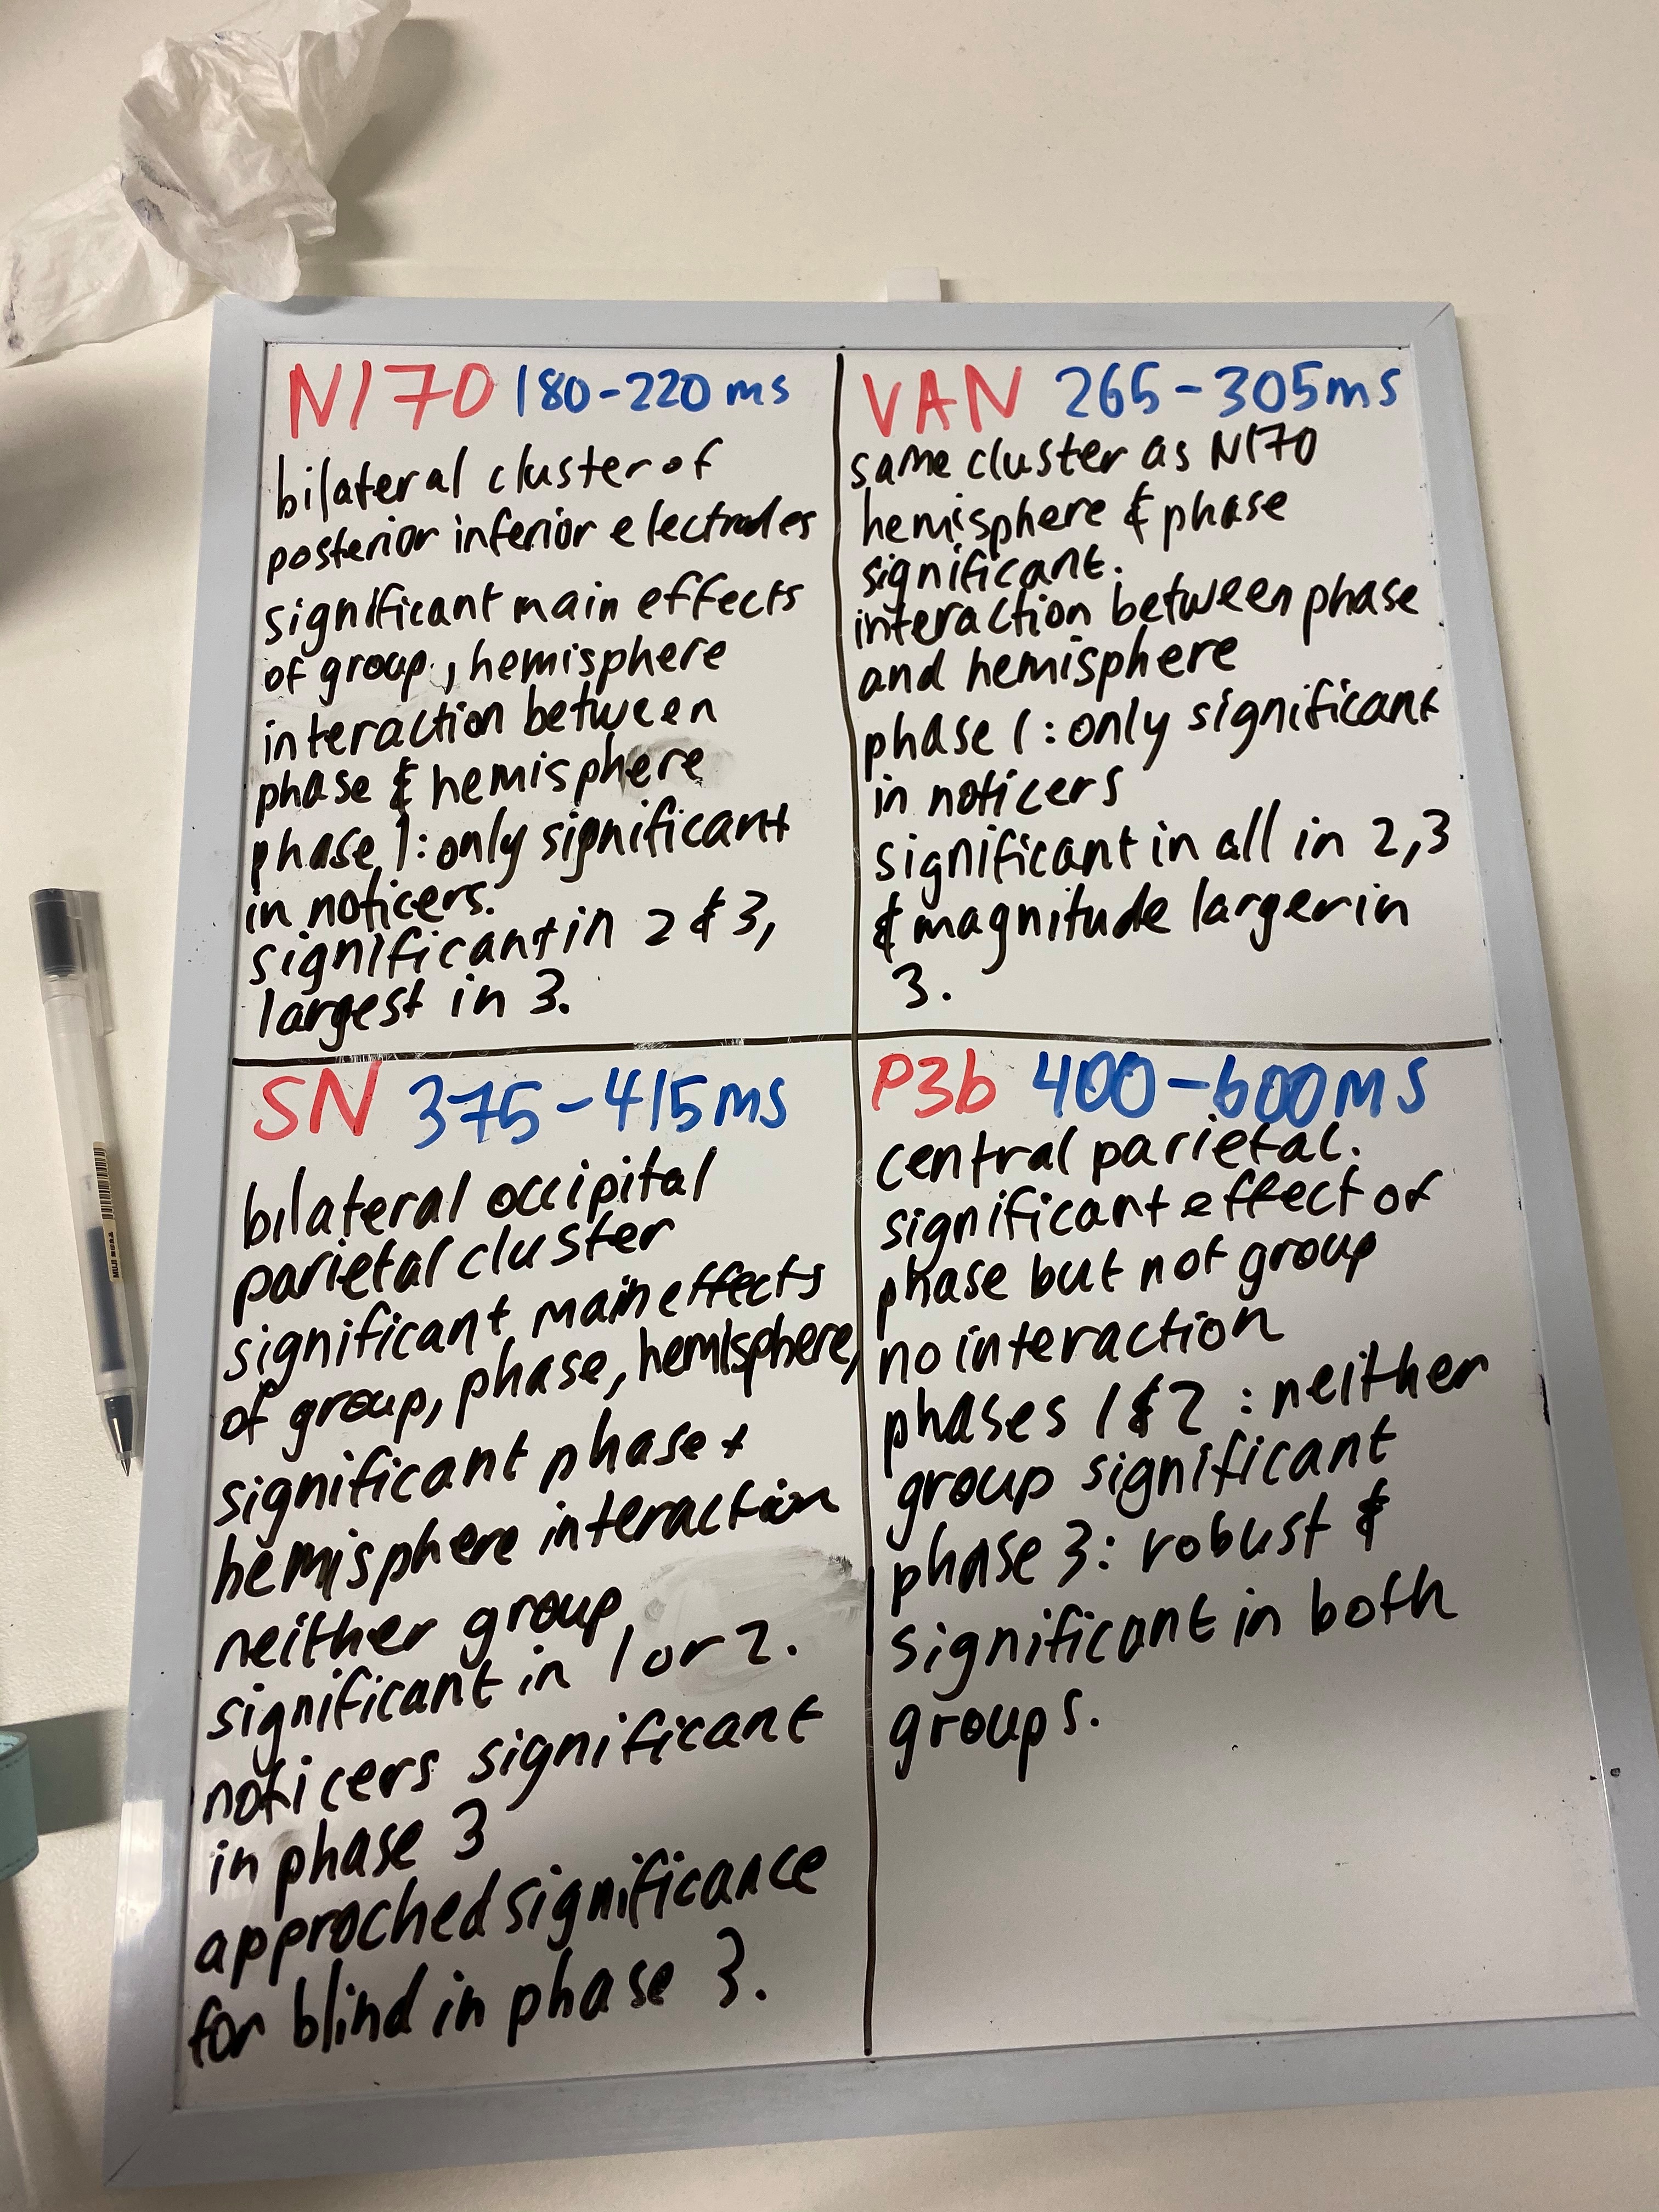 N170 180-220ms
bilateral cluster of
posterior inferior electrodes
significant main effects
of group, hemisphere
interaction between
phase & hemisphere
phase 1: only significant
in noticers.
significant in 2 & 3,
largest in 3.
VAN 265-305ms
same cluster as N170
hemisphere & phase
significant.
interaction between phase
and hemisphere
phase 1: only significant
in noticers
significant in all in 2,3
& magnitude larger in
3.
SN 375-415ms
bilateral occipital
parietal cluster
significant main effects
of group, phase, hemisphere,
significant phase +
hemisphere interaction
neither group
significant in 1 or 2.
noticers significant
in phase 3
approched significance
for blind in phase 3.
P3b 400-600ms
central parietal.
significant effect of
phase but not group
no interaction
phases 1 & 2 : neither
group significant
phase 3: robust &
significant in both
groups.
MUJI